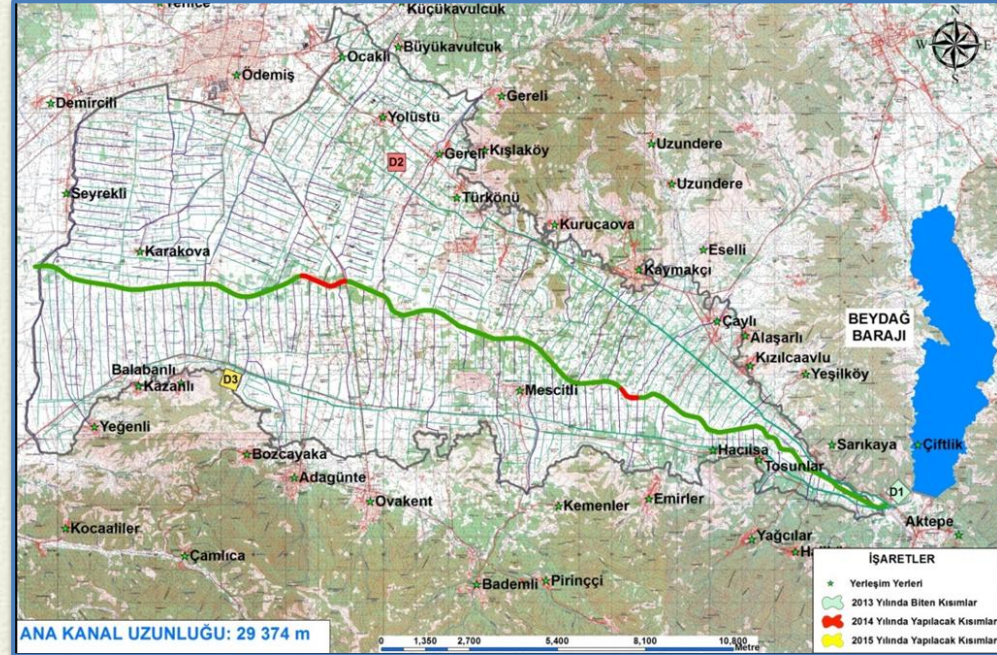 Küçükavulcuk
N
W
E
S
Büyükavulcuk
Ocaklı
Ödemiş
Demircili
Gereli
Yolüstü
Gereli
Kışlaköy
Uzundere
D2
Uzundere
Seyrekli
Türkönü
Kurucaova
Karakova
Eselli
Kaymakçı
BEYDAĞ
BARAJI
Çaylı
Alaşarlı
Kızılcaavlu
Yeşilköy
Balabanlı
Kazanlı
D3
Mescitli
Yeğenli
Bozcayaka
Hacıisa
Sarıkaya
Çiftlik
Tosunlar
Adagünte
D1
Ovakent
Kemenler
Emirler
Aktepe
Kocaaliler
Yağcılar
Çamlıca
Bademli
Pirinççi
İŞARETLER
Yerleşim Yerleri
2013 Yılında Biten Kısımlar
2014 Yılında Yapılacak Kısımlar
2015 Yılında Yapılacak Kısımlar
ANA KANAL UZUNLUĞU: 29 374 m
0 1,350 2,700 5,400 8,100 10,800
Metre